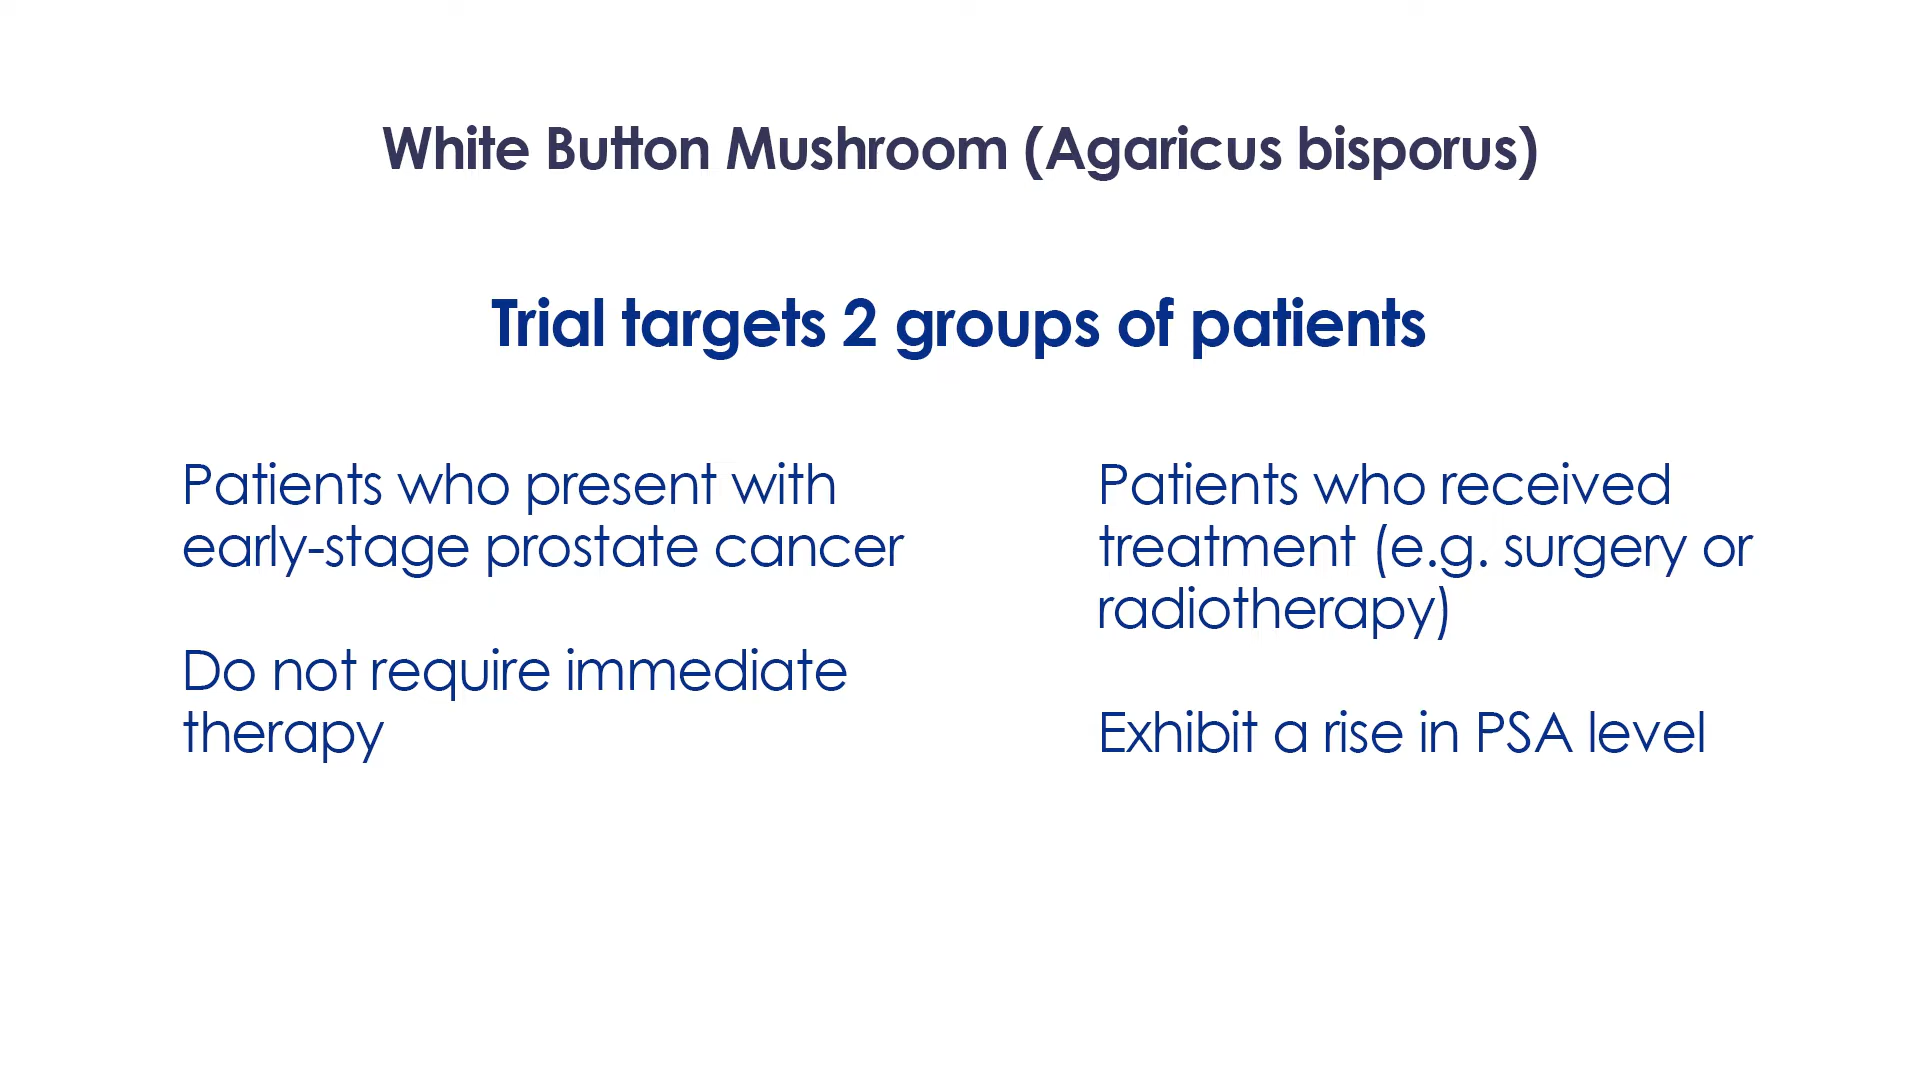 White Button Mushroom (Agaricus bisporus)
Trial targets 2 groups of patients
Patients who present with
early-stage prostate cancer
Do not require immediate
therapy
Patients who received
treatment (e.g. surgery or
radiotherapy)
Exhibit a rise in PSA level